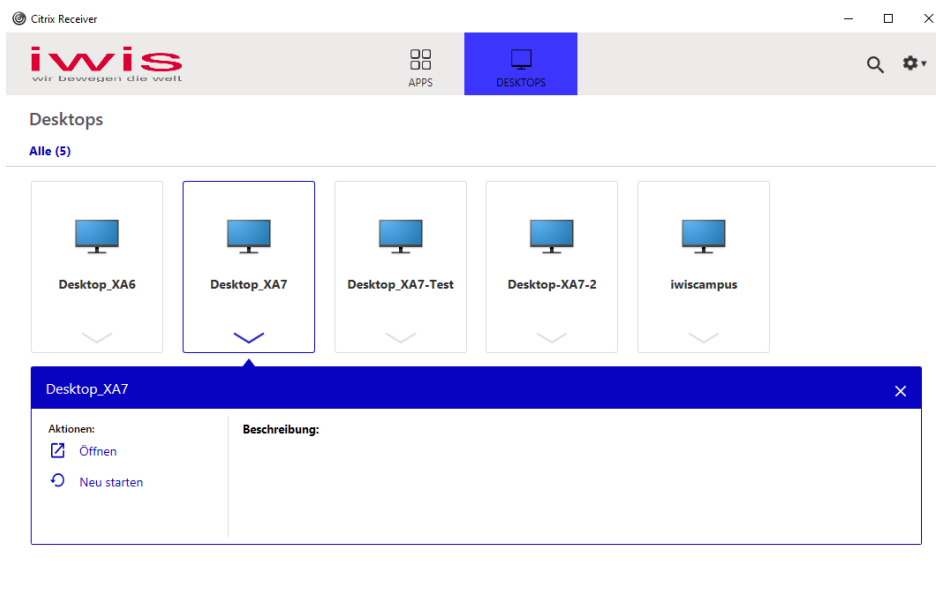 Citrix Receiver
iwis
wir bewegen die welt
APPS
DESKTOPS
Desktops
Alle (5)
Desktop_XA6
Desktop_XA7
Desktop_XA7-Test
Desktop-XA7-2
iwiscampus
Desktop_XA7
Aktionen:
Beschreibung:
Öffnen
Neu starten